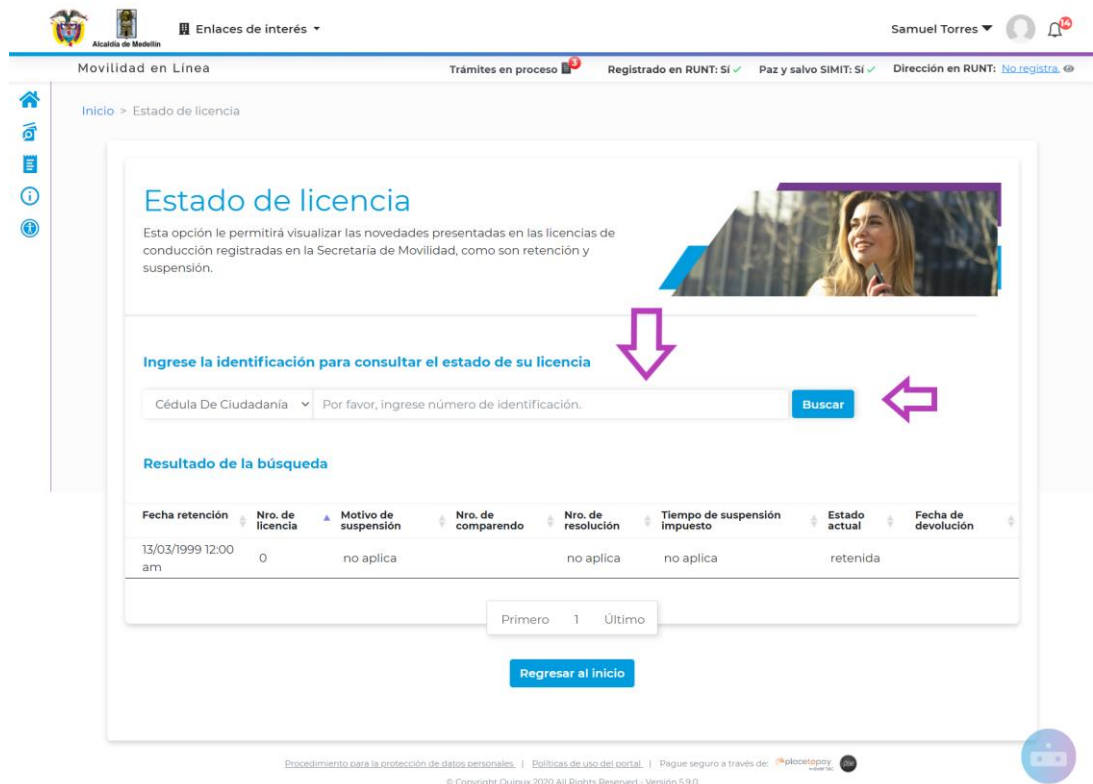 Alcaldía de Medellín
Enlaces de interés
Samuel Torres
14
Movilidad en Línea
Trámites en proceso 3
Registrado en RUNT: Sí
Paz y salvo SIMIT: Sí
Dirección en RUNT: No registra.
Inicio > Estado de licencia
Estado de licencia
Esta opción le permitirá visualizar las novedades presentadas en las licencias de
conducción registradas en la Secretaría de Movilidad, como son retención y
suspensión.
Ingrese la identificación para consultar el estado de su licencia
Cédula De Ciudadanía
Por favor, ingrese número de identificación.
Buscar
Resultado de la búsqueda
Fecha retención
Nro. de
licencia
Motivo de
suspensión
Nro. de
comparendo
Nro. de
resolución
Tiempo de suspensión
impuesto
Estado
actual
Fecha de
devolución
13/03/1999 12:00
am
0
no aplica
no aplica
no aplica
retenida
Primero 1 Último
Regresar al inicio
Procedimiento para la protección de datos personales. | Políticas de uso del portal. | Pague seguro a través de: placetopay pse
© Copyright Quipux 2020 All Rights Reserved - Versión 5.9.0